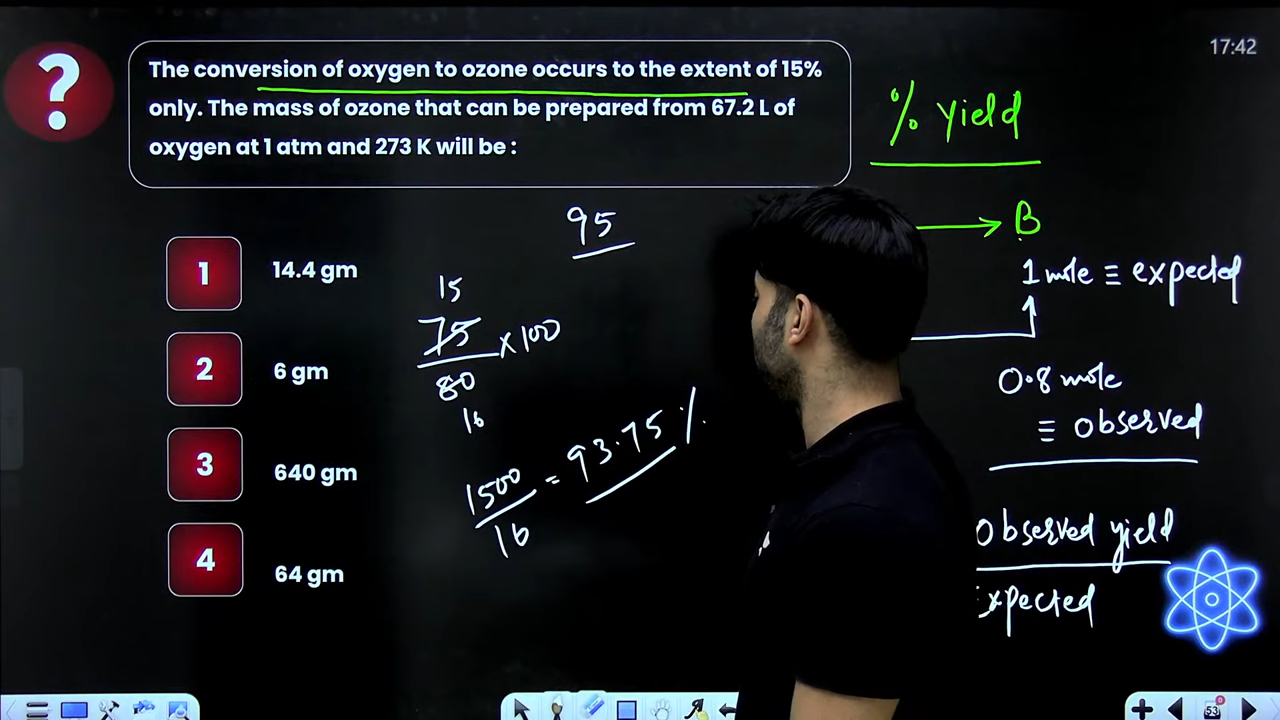 17:42
?
The conversion of oxygen to ozone occurs to the extent of 15%
only. The mass of ozone that can be prepared from 67.2 L of
oxygen at 1 atm and 273 K will be :
% Yield
→ B
1 mole ≡ expected
0.8 mole
≡ observed
Observed yield
xpected
95
15
75
× 100
80
16
1500
= 93.75 %
16
1 14.4 gm
2 6 gm
3 640 gm
4 64 gm
53